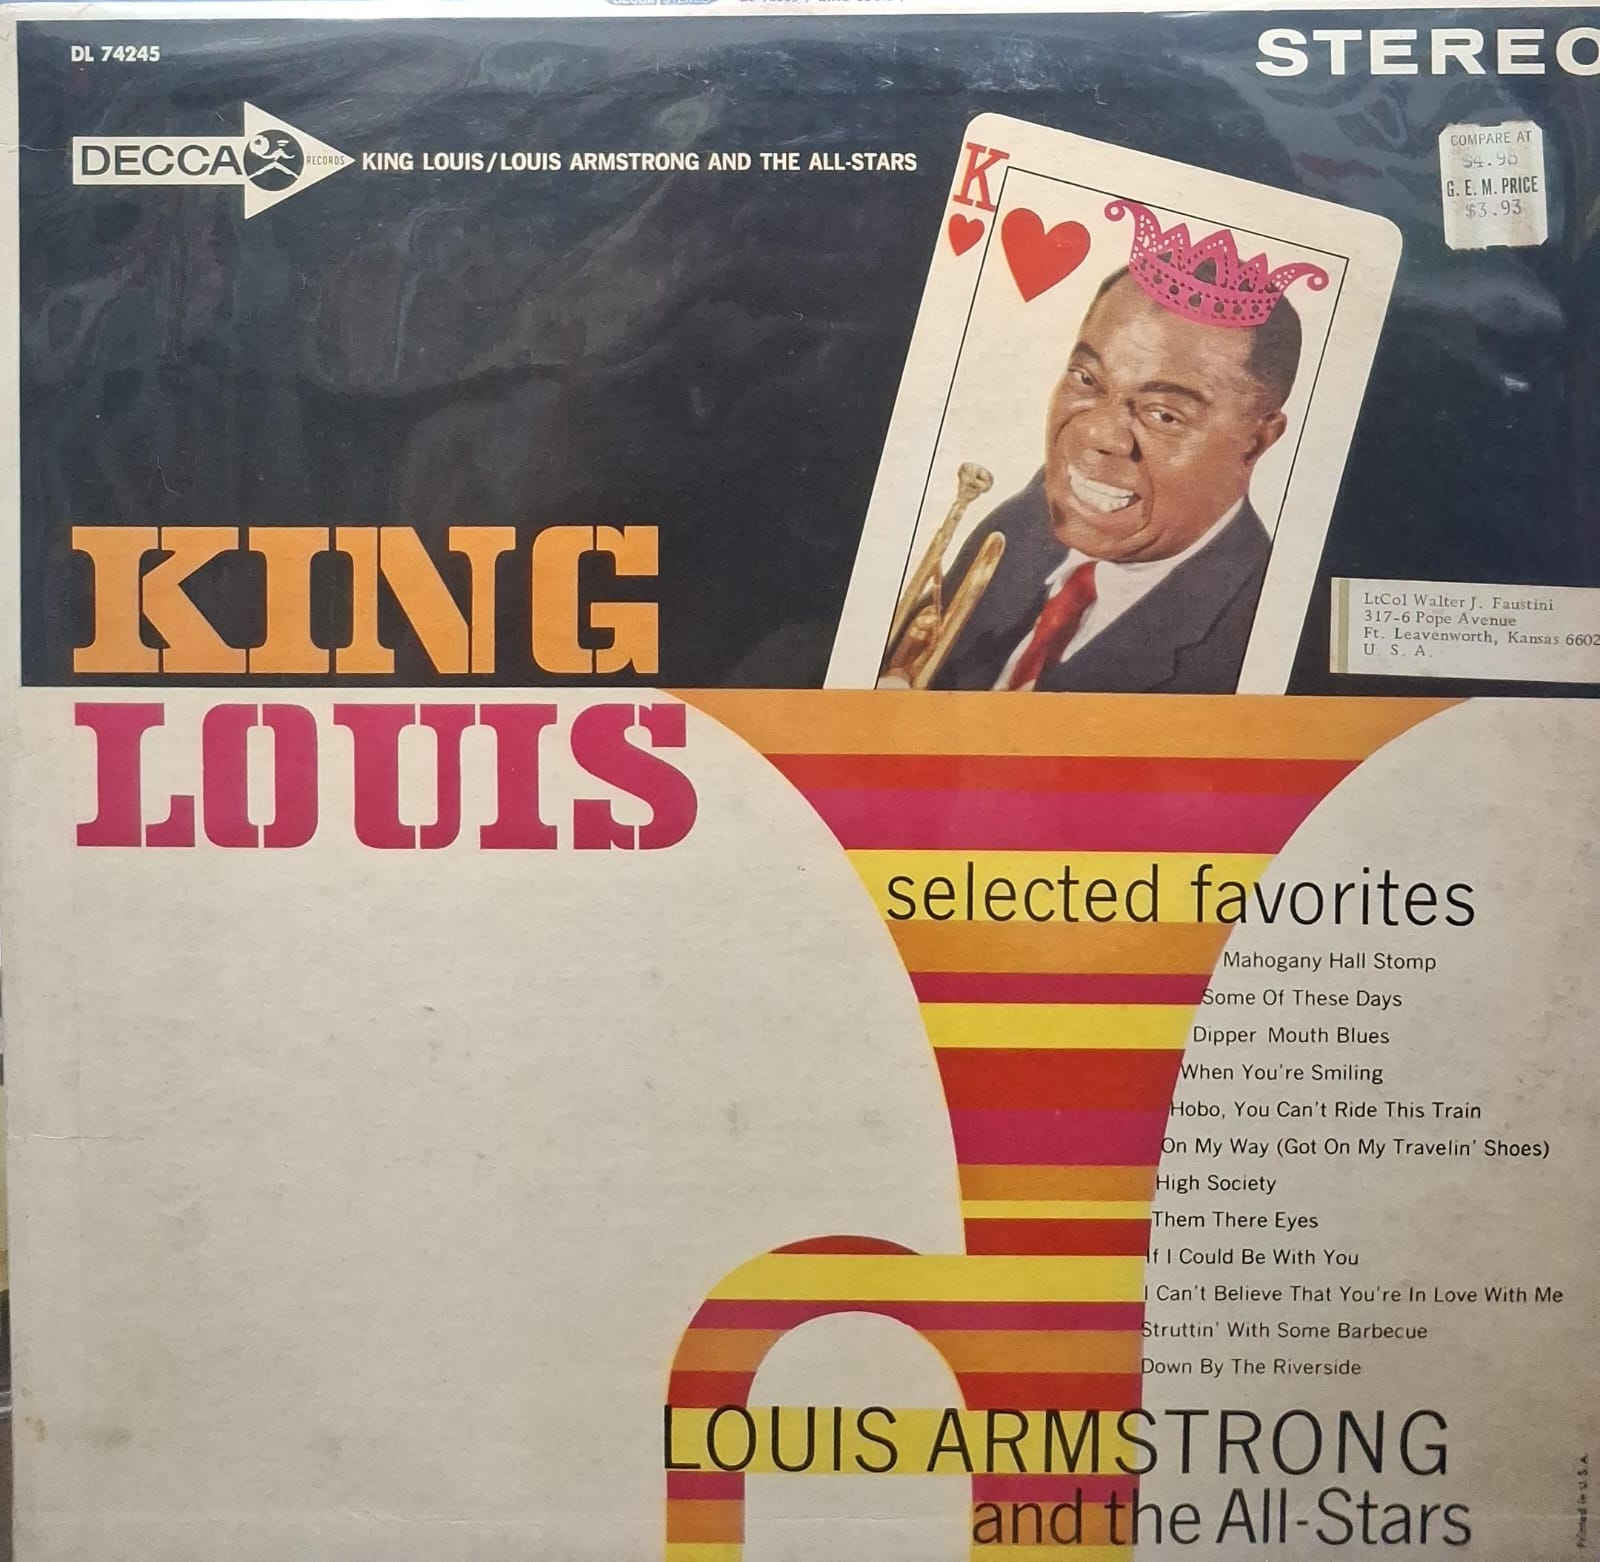 DL 74245
STEREO
DECCA RECORDS
KING LOUIS/LOUIS ARMSTRONG AND THE ALL-STARS
COMPARE AT
$4.98
G. E. M. PRICE
$3.93
K
LtCol Walter J. Faustini
317-6 Pope Avenue
Ft. Leavenworth, Kansas 6602
U. S. A.
KING
LOUIS
selected favorites
Mahogany Hall Stomp
Some Of These Days
Dipper Mouth Blues
When You're Smiling
Hobo, You Can't Ride This Train
On My Way (Got On My Travelin' Shoes)
High Society
Them There Eyes
If I Could Be With You
I Can't Believe That You're In Love With Me
Struttin' With Some Barbecue
Down By The Riverside
LOUIS ARMSTRONG
and the All-Stars
Printed in U.S.A.